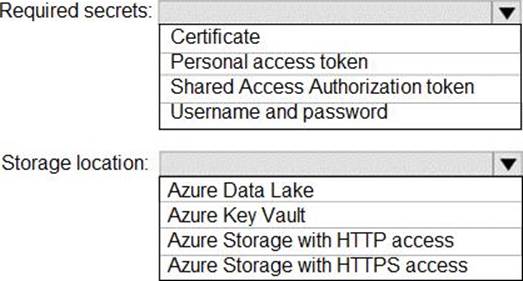 Required secrets:
Certificate
Personal access token
Shared Access Authorization token
Username and password
Storage location:
Azure Data Lake
Azure Key Vault
Azure Storage with HTTP access
Azure Storage with HTTPS access